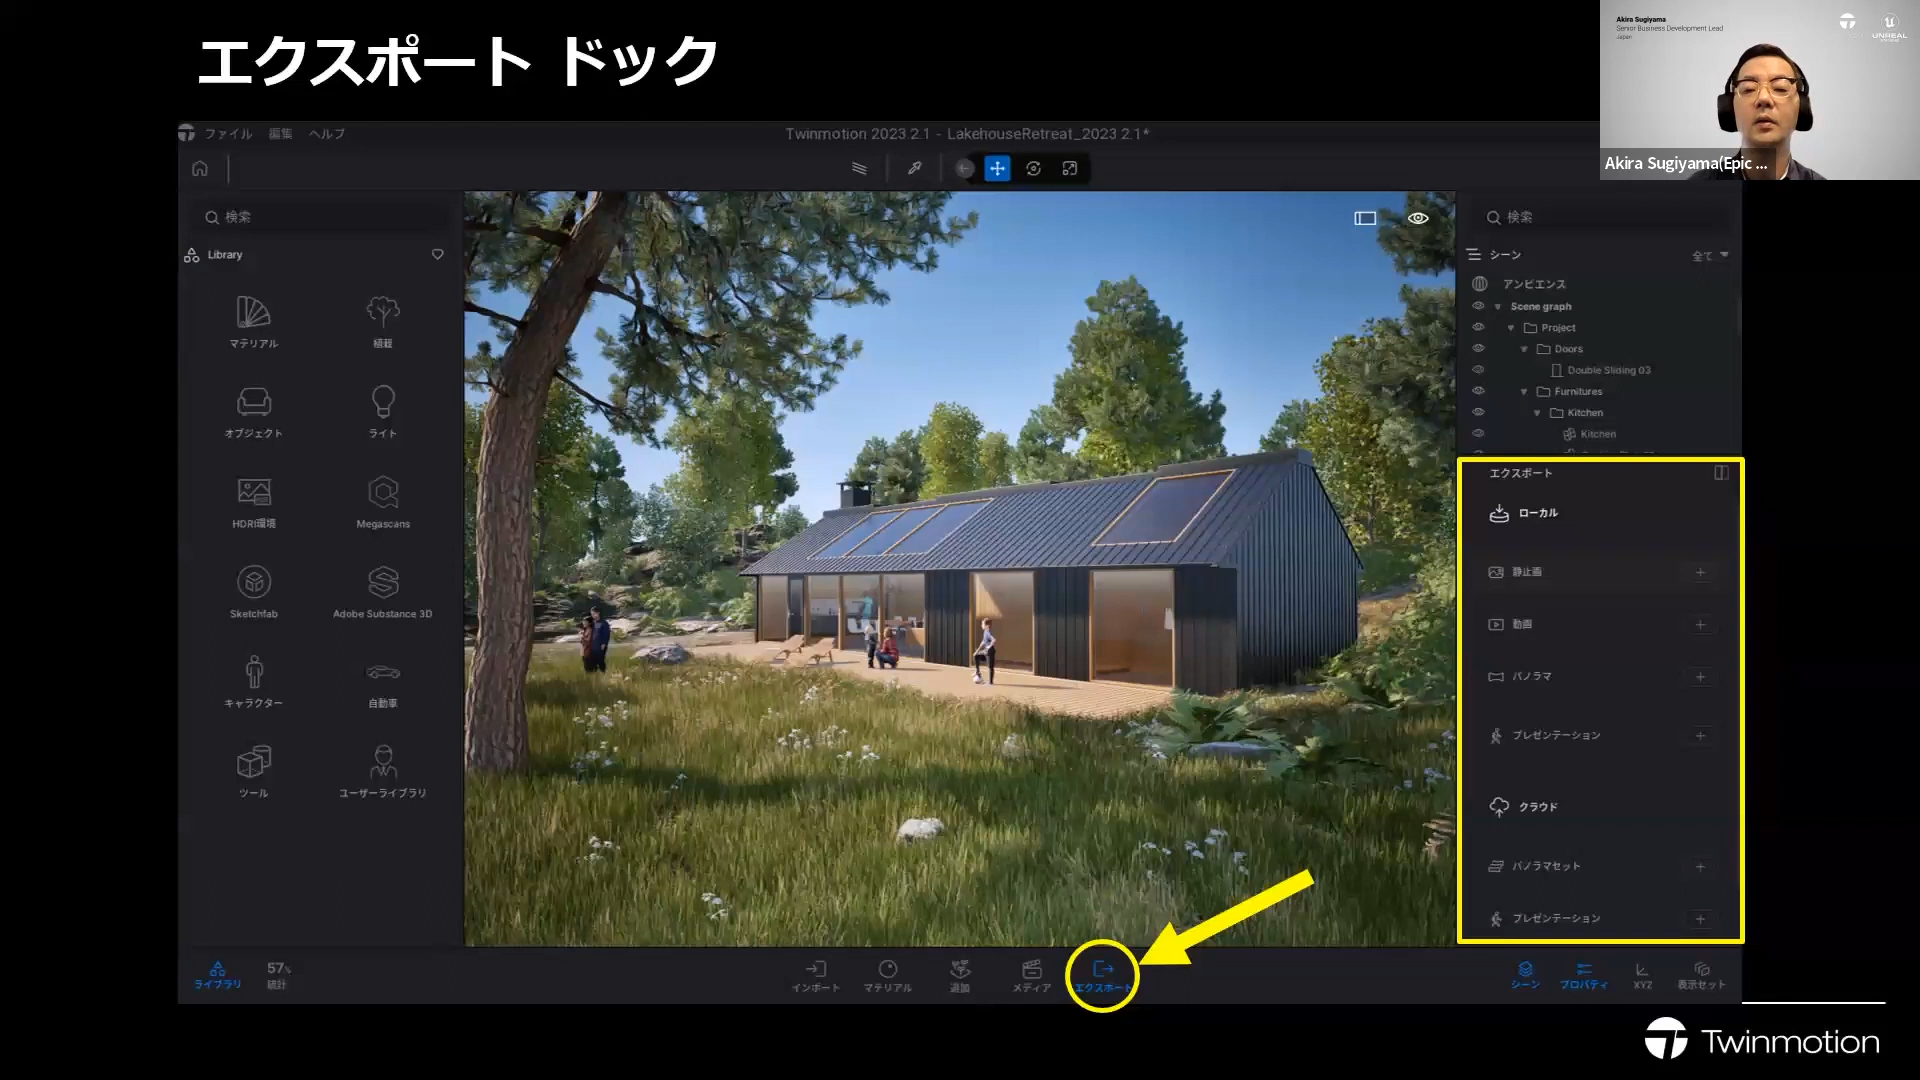 エクスポート ドック
Akira Sugiyama
Senior Business Development Lead
Japan
UNREAL
Akira Sugiyama(Epic ...
ファイル 編集 ヘルプ
Twinmotion 2023.2.1 - LakehouseRetreat_2023 2.1*
検索
Library
マテリアル
植栽
オブジェクト
ライト
HDRI環境
Megascans
Sketchfab
Adobe Substance 3D
キャラクター
自動車
ツール
ユーザーライブラリ
検索
シーン
全て
アンビエンス
Scene graph
Project
Doors
Double Sliding 03
Furnitures
Kitchen
Kitchen
エクスポート
ローカル
静止画
動画
パノラマ
プレゼンテーション
クラウド
パノラマセット
プレゼンテーション
ライブラリ
57%
統計
インポート
マテリアル
追加
メディア
エクスポート
シーン
プロパティ
XYZ
表示セット
Twinmotion